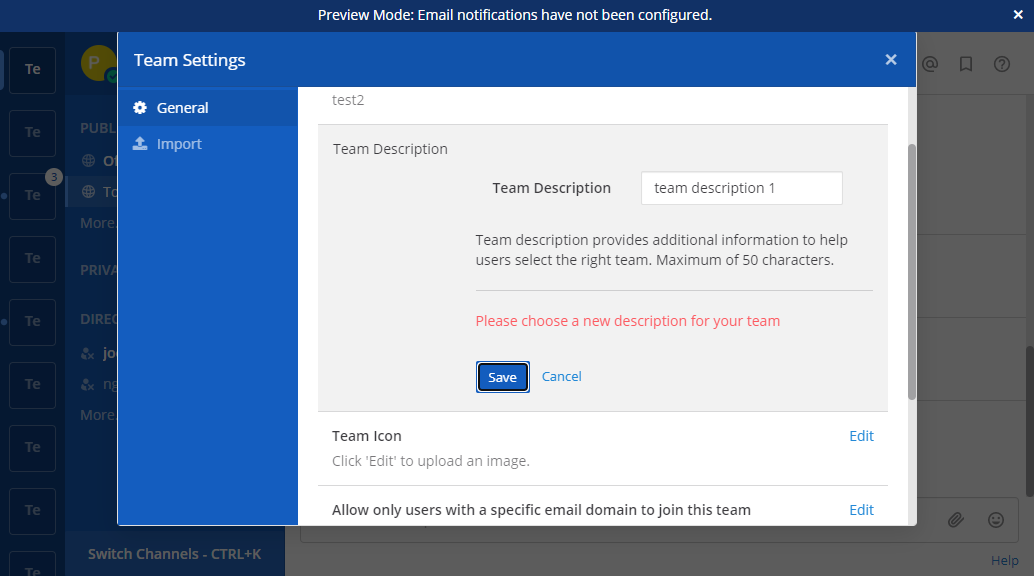 Preview Mode: Email notifications have not been configured.
Te
P
Team Settings
General
Import
test2
Team Description
Team Description
team description 1
Team description provides additional information to help
users select the right team. Maximum of 50 characters.
Please choose a new description for your team
Save
Cancel
Team Icon
Edit
Click 'Edit' to upload an image.
Allow only users with a specific email domain to join this team
Edit
Te
Te
3
Te
Te
Te
Te
Te
Te
PUBL
Of
To
More.
PRIVA
DIREC
joe
ng
More.
Switch Channels - CTRL+K
Help